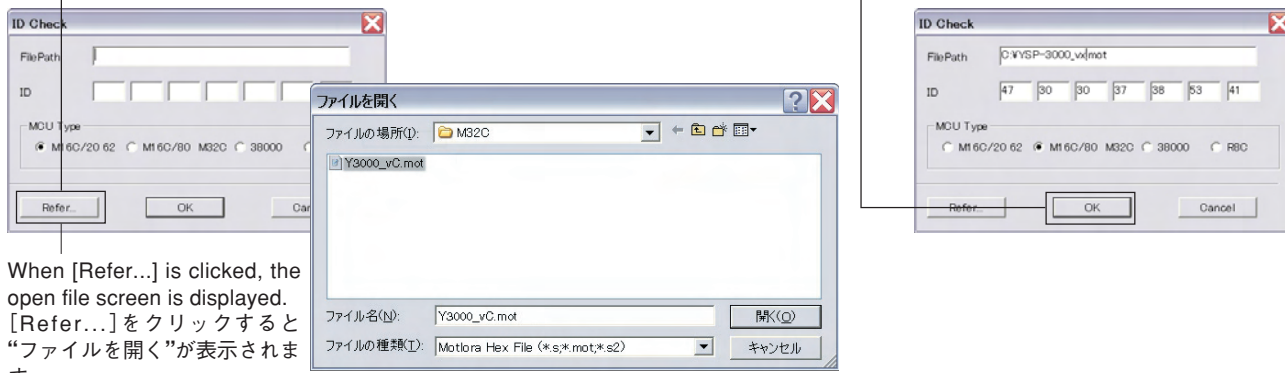 ID Check
FilePath
ID
MCU Type
M16C/20 62 M16C/80 M32C 38000
Refer... OK
When [Refer...] is clicked, the
open file screen is displayed.
[Refer...]をクリックすると
“ファイルを開く”が表示されま
ファイルを開く
ファイルの場所(I): M32C
Y3000_vC.mot
ファイル名(N): Y3000_vC.mot 開く(O)
ファイルの種類(T): Motlora Hex File (*.s;*.mot;*.s2) キャンセル
ID Check
FilePath C:¥YSP-3000_vx.mot
ID 47 30 30 37 38 53 41
MCU Type
M16C/20 62 M16C/80 M32C 38000 R8C
Refer... OK Cancel